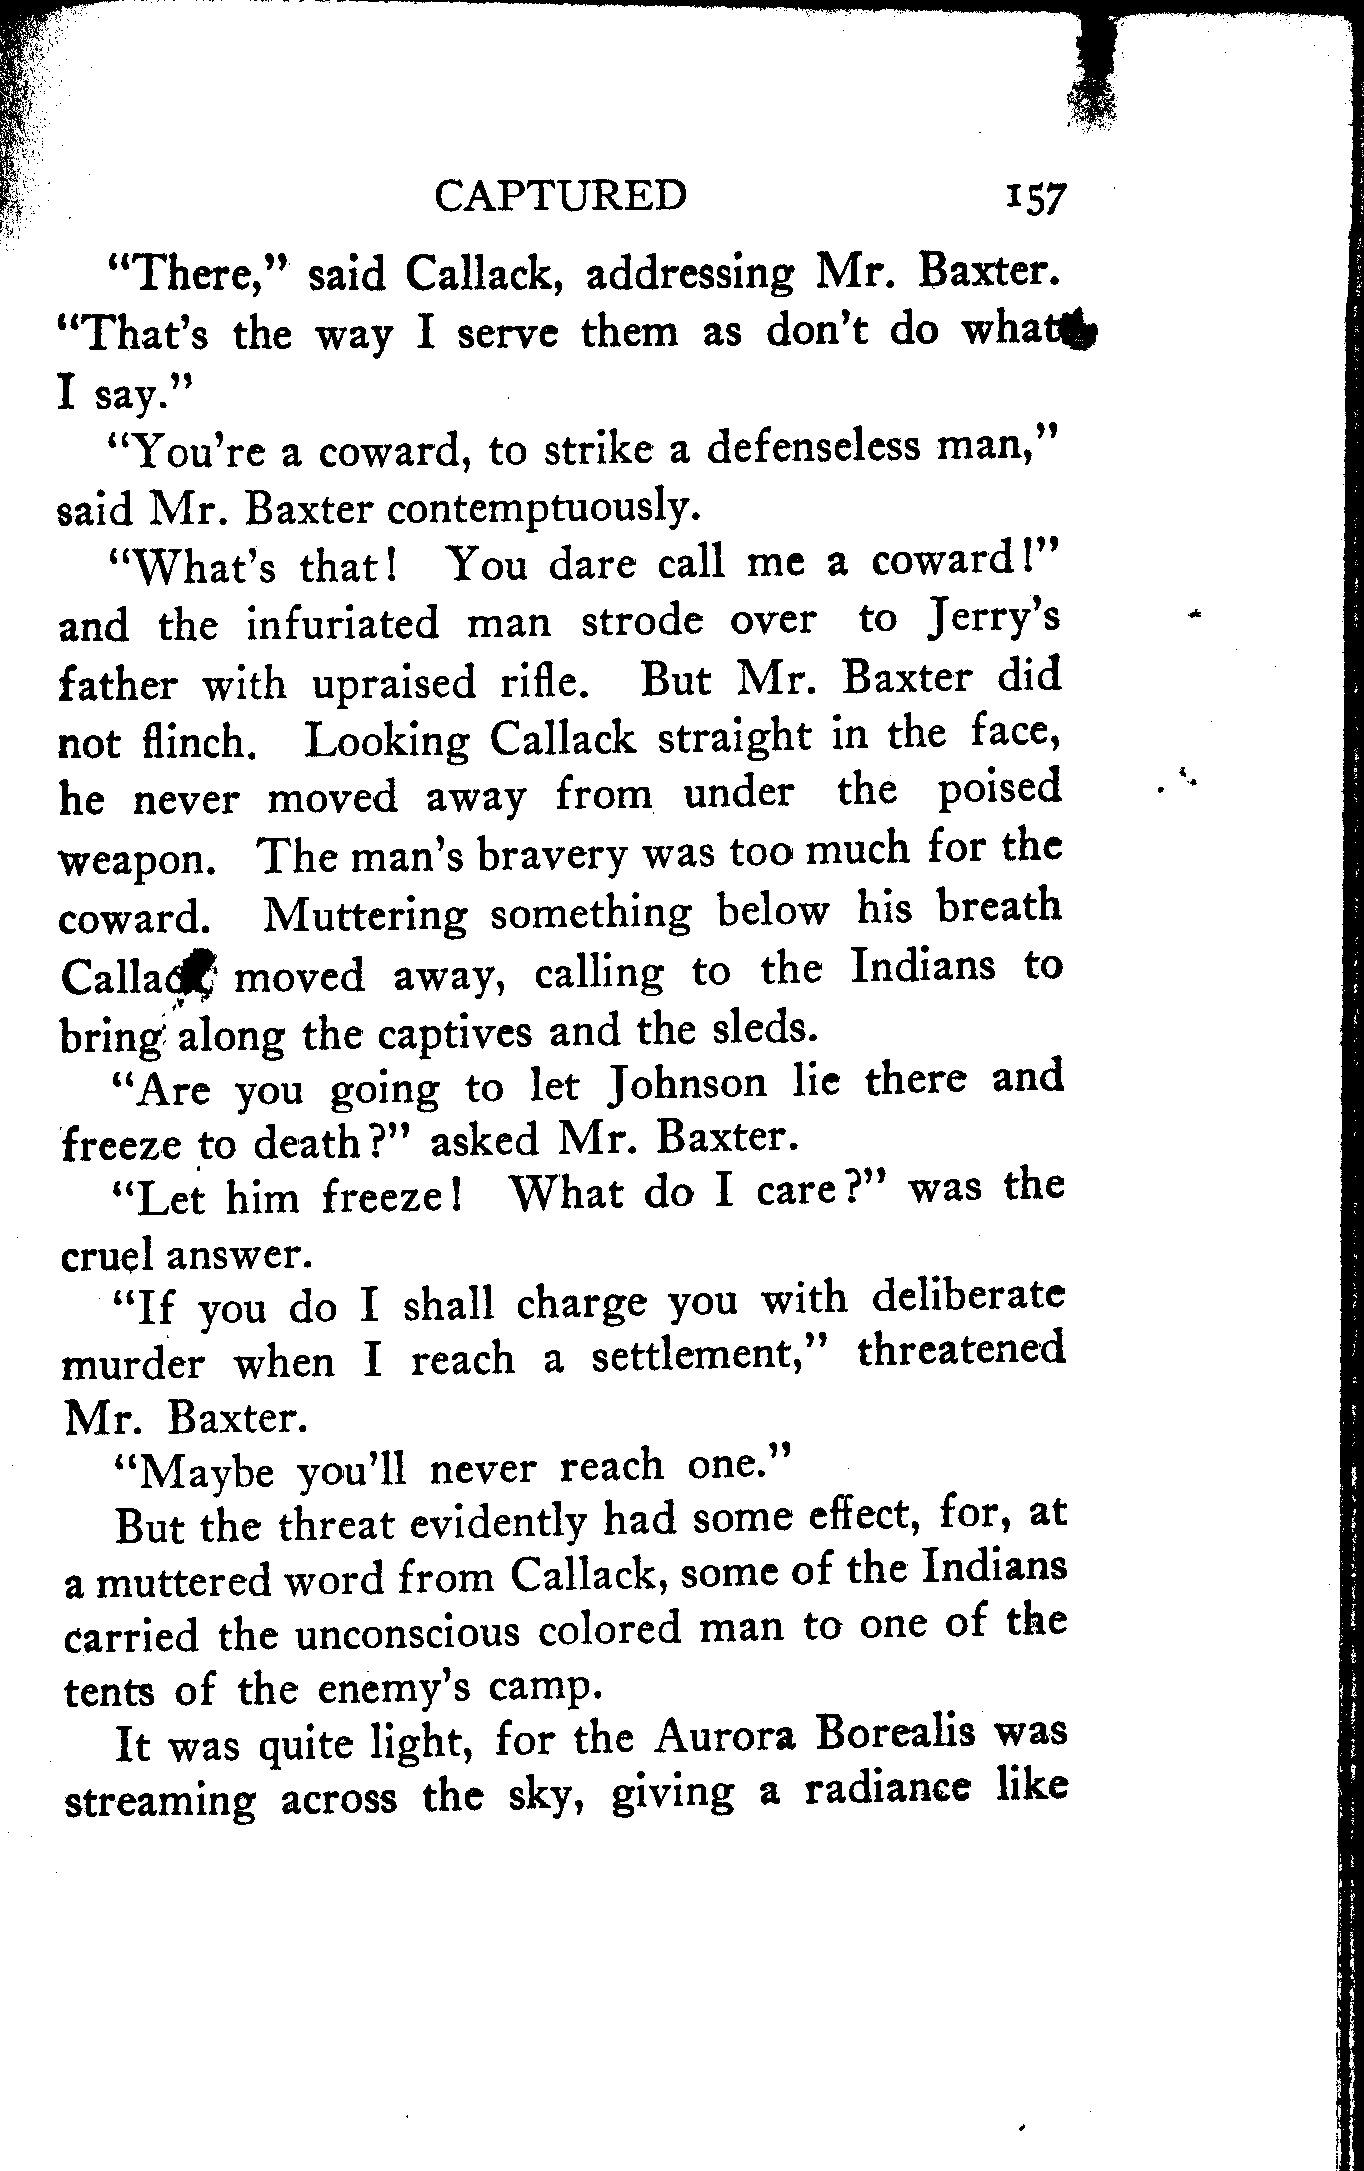 CAPTURED 157
“There,” said Callack, addressing Mr. Baxter.
“That’s the way I serve them as don’t do what
I say.”
“You’re a coward, to strike a defenseless man,”
said Mr. Baxter contemptuously.
“What’s that! You dare call me a coward!”
and the infuriated man strode over to Jerry’s
father with upraised rifle. But Mr. Baxter did
not flinch. Looking Callack straight in the face,
he never moved away from under the poised
weapon. The man’s bravery was too much for the
coward. Muttering something below his breath
Callack moved away, calling to the Indians to
bring along the captives and the sleds.
“Are you going to let Johnson lie there and
freeze to death?” asked Mr. Baxter.
“Let him freeze! What do I care?” was the
cruel answer.
“If you do I shall charge you with deliberate
murder when I reach a settlement,” threatened
Mr. Baxter.
“Maybe you’ll never reach one.”
But the threat evidently had some effect, for, at
a muttered word from Callack, some of the Indians
carried the unconscious colored man to one of the
tents of the enemy’s camp.
It was quite light, for the Aurora Borealis was
streaming across the sky, giving a radiance like